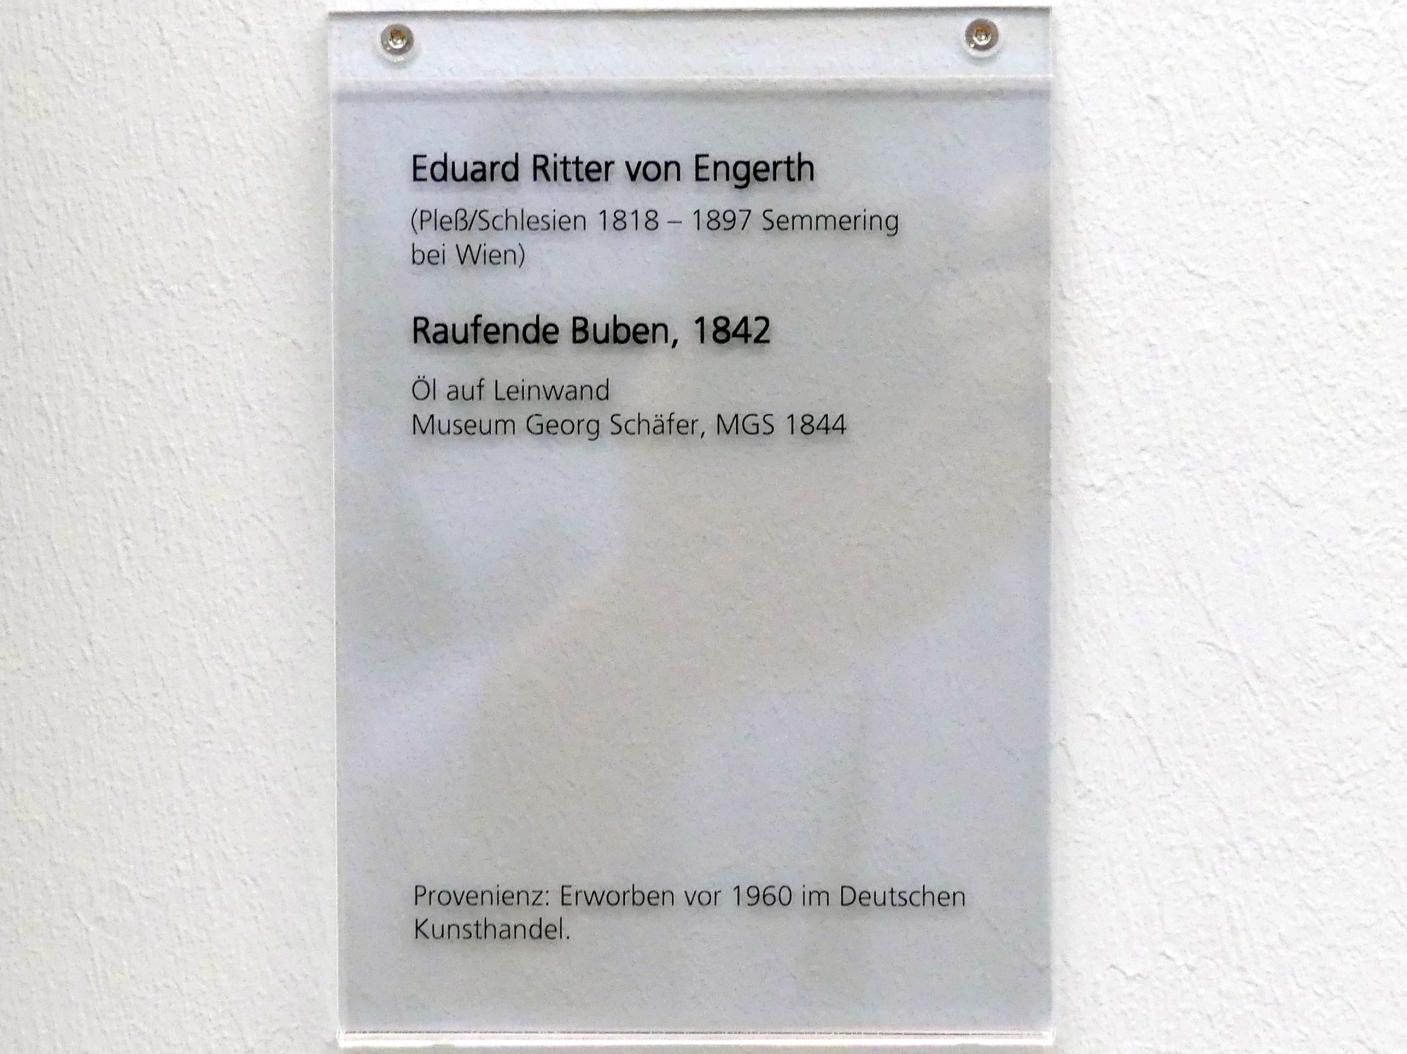 Eduard Ritter von Engerth
(Pleß/Schlesien 1818 – 1897 Semmering
bei Wien)
Raufende Buben, 1842
Öl auf Leinwand
Museum Georg Schäfer, MGS 1844
Provenienz: Erworben vor 1960 im Deutschen
Kunsthandel.